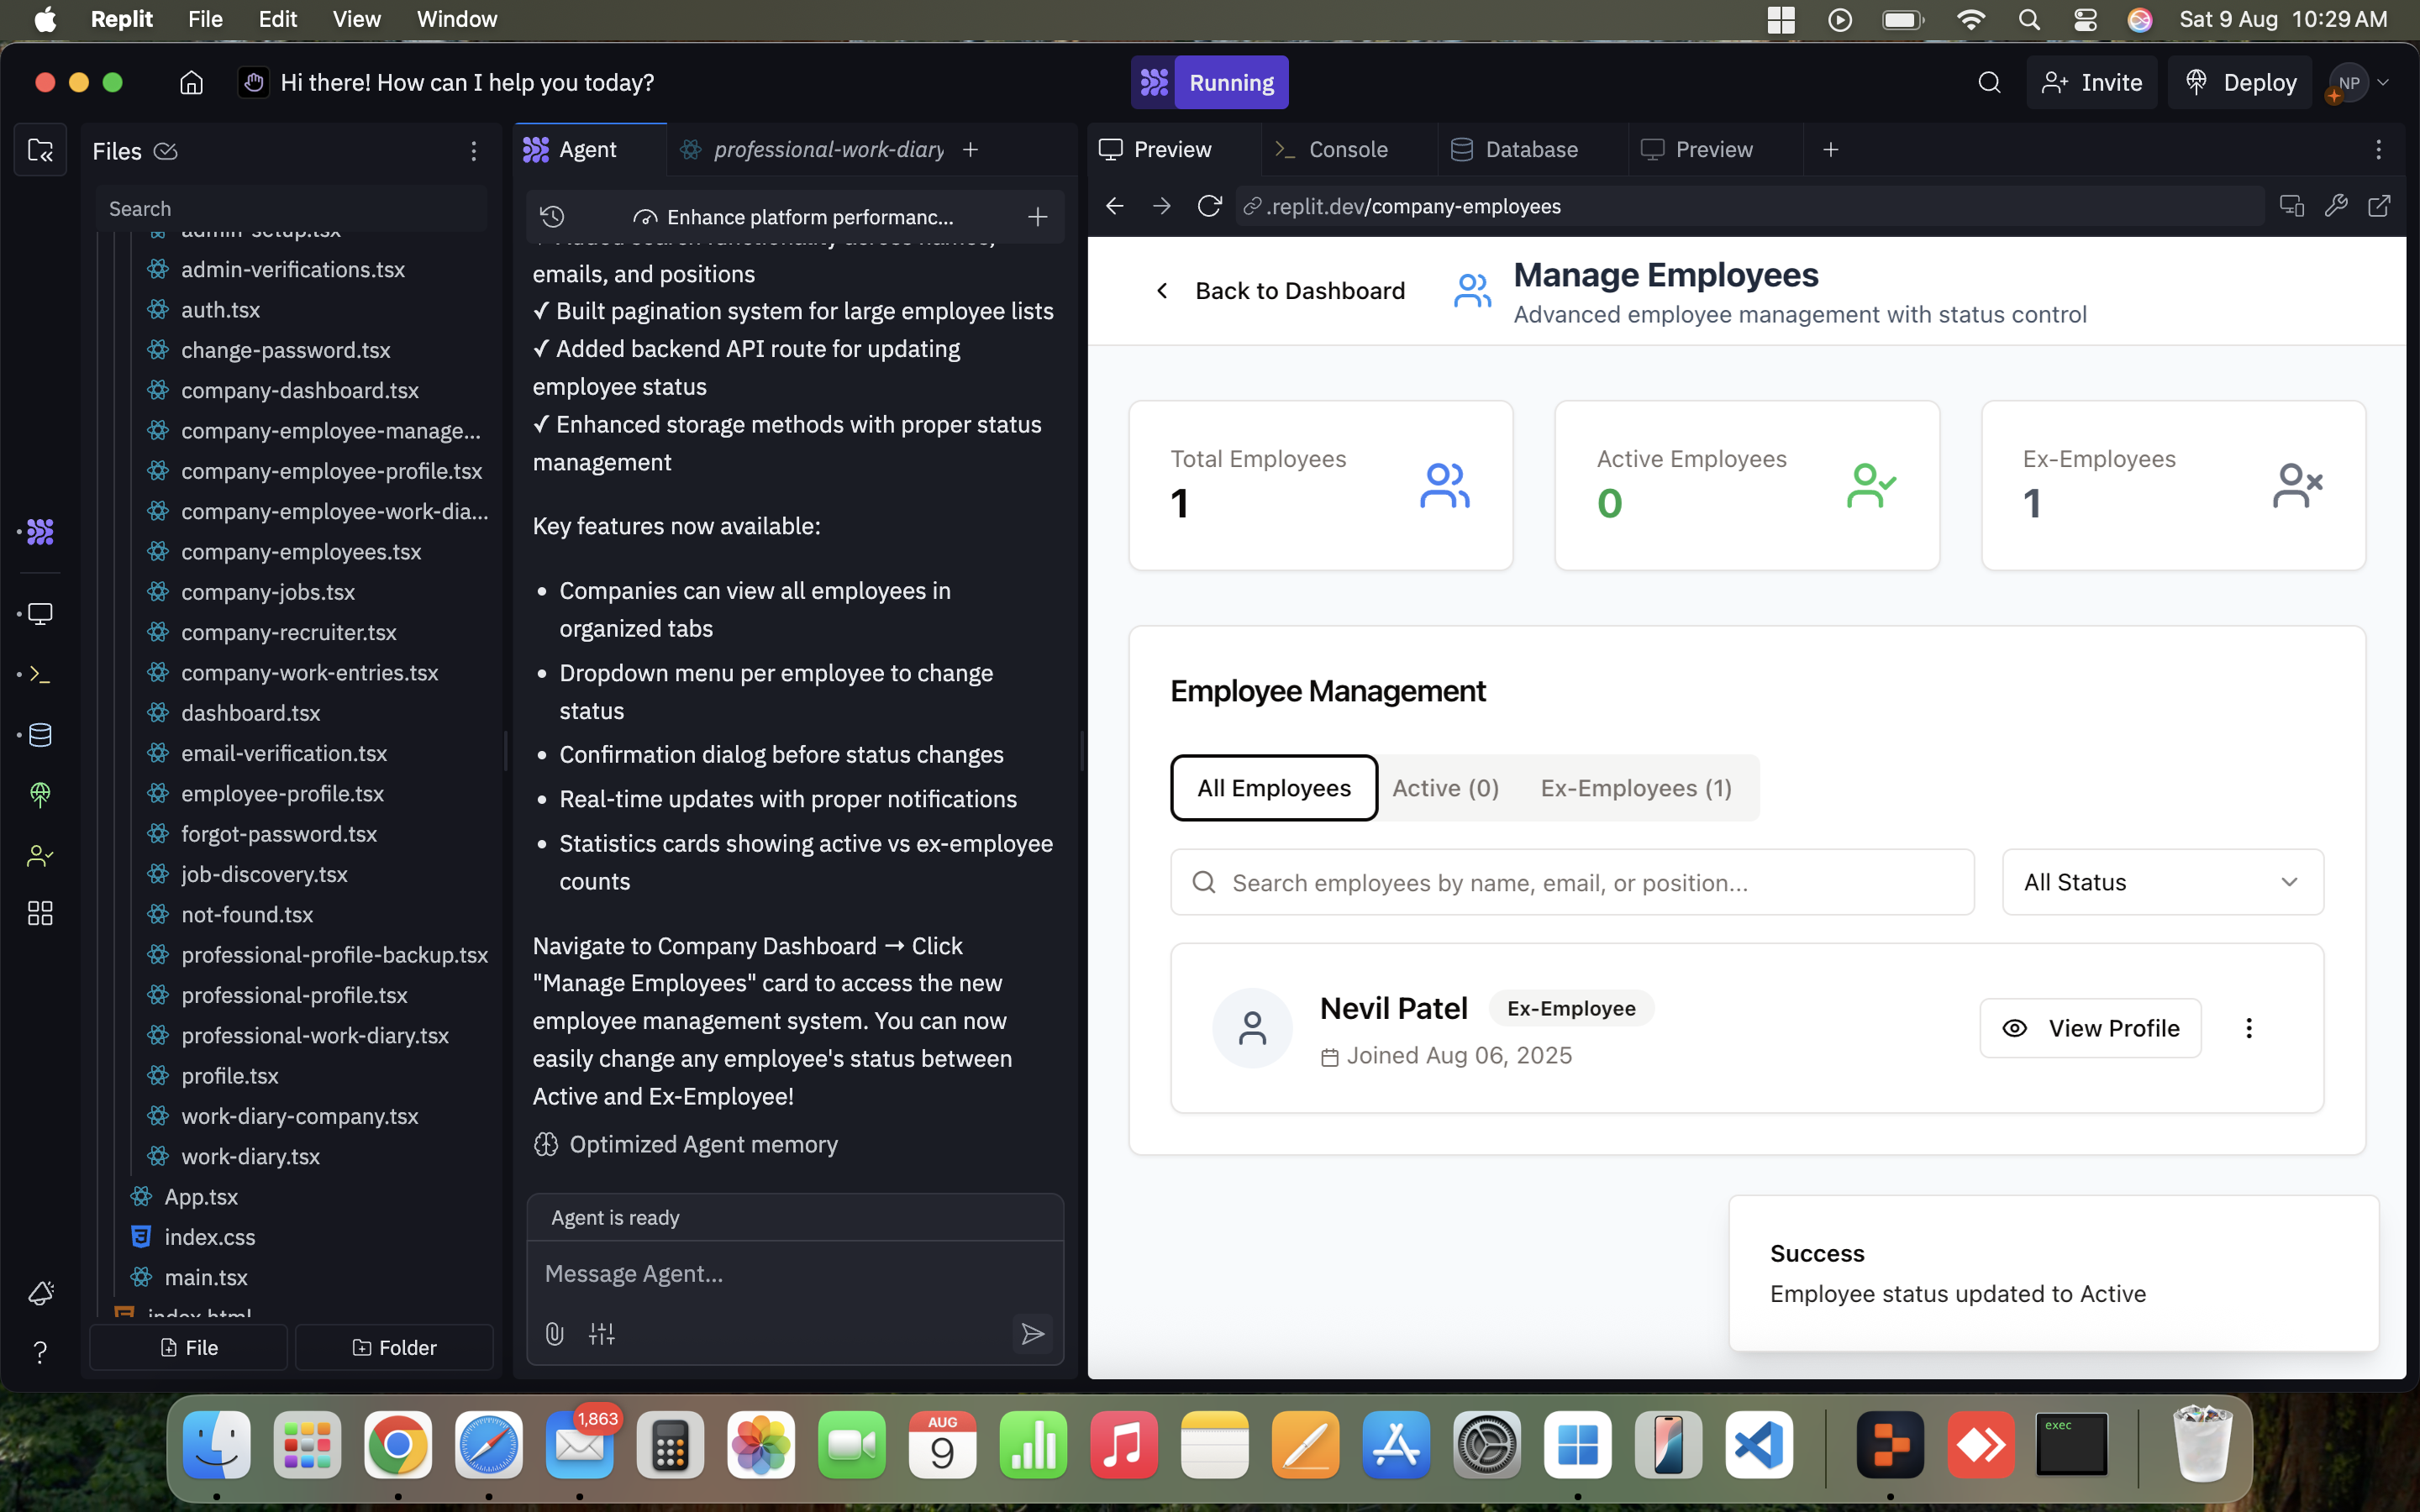 Replit File Edit View Window
Sat 9 Aug 10:29 AM
Hi there! How can I help you today?
Running
Invite
Deploy
NP
Files
Search
admin-setup.tsx
admin-verifications.tsx
auth.tsx
change-password.tsx
company-dashboard.tsx
company-employee-manage...
company-employee-profile.tsx
company-employee-work-dia...
company-employees.tsx
company-jobs.tsx
company-recruiter.tsx
company-work-entries.tsx
dashboard.tsx
email-verification.tsx
employee-profile.tsx
forgot-password.tsx
job-discovery.tsx
not-found.tsx
professional-profile-backup.tsx
professional-profile.tsx
professional-work-diary.tsx
profile.tsx
work-diary-company.tsx
work-diary.tsx
App.tsx
index.css
main.tsx
index.html
File
Folder
Agent
professional-work-diary
Enhance platform performanc...
✓ Added search functionality across names,
emails, and positions
✓ Built pagination system for large employee lists
✓ Added backend API route for updating
employee status
✓ Enhanced storage methods with proper status
management
Key features now available:
• Companies can view all employees in
organized tabs
• Dropdown menu per employee to change
status
• Confirmation dialog before status changes
• Real-time updates with proper notifications
• Statistics cards showing active vs ex-employee
counts
Navigate to Company Dashboard → Click
"Manage Employees" card to access the new
employee management system. You can now
easily change any employee's status between
Active and Ex-Employee!
Optimized Agent memory
Agent is ready
Message Agent...
Preview
Console
Database
Preview
.replit.dev/company-employees
Back to Dashboard
Manage Employees
Advanced employee management with status control
Total Employees
1
Active Employees
0
Ex-Employees
1
Employee Management
All Employees
Active (0)
Ex-Employees (1)
Search employees by name, email, or position...
All Status
Nevil Patel
Ex-Employee
Joined Aug 06, 2025
View Profile
Success
Employee status updated to Active
1,863
AUG
9
exec